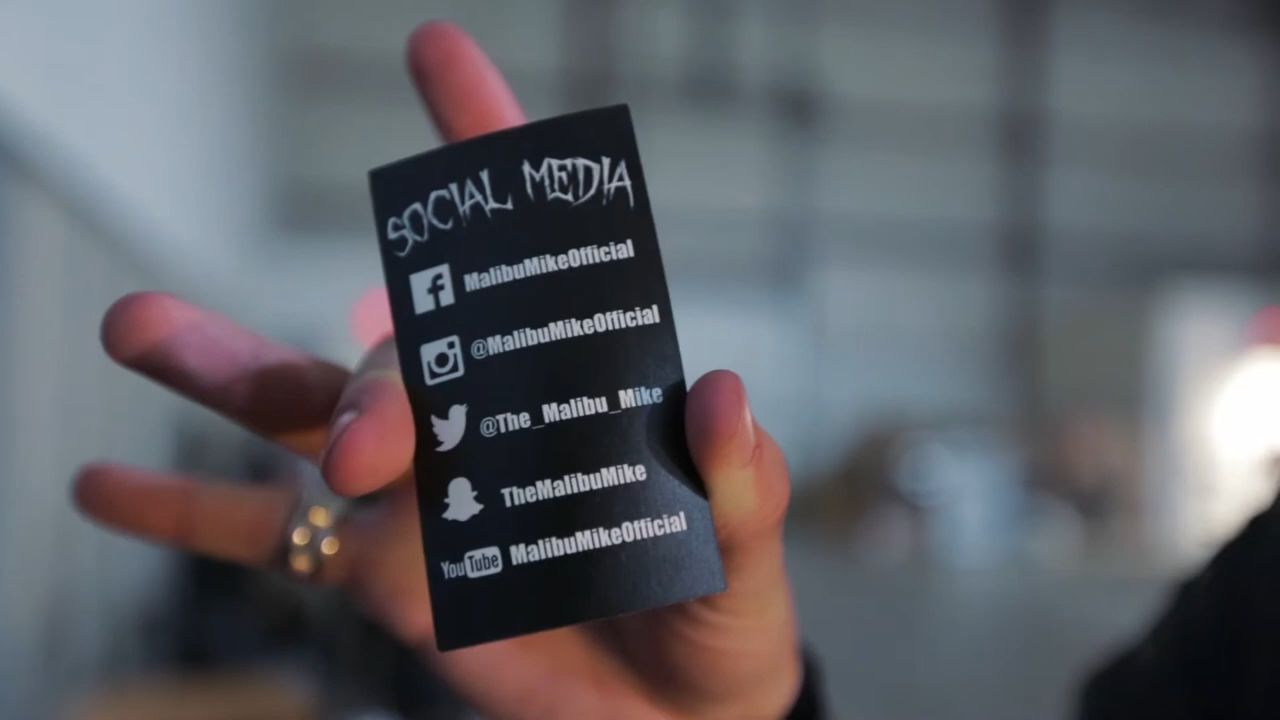 SOCIAL MEDIA
MalibuMikeOfficial
@MalibuMikeOfficial
@The_Malibu_Mike
TheMalibuMike
YouTube MalibuMikeOfficial